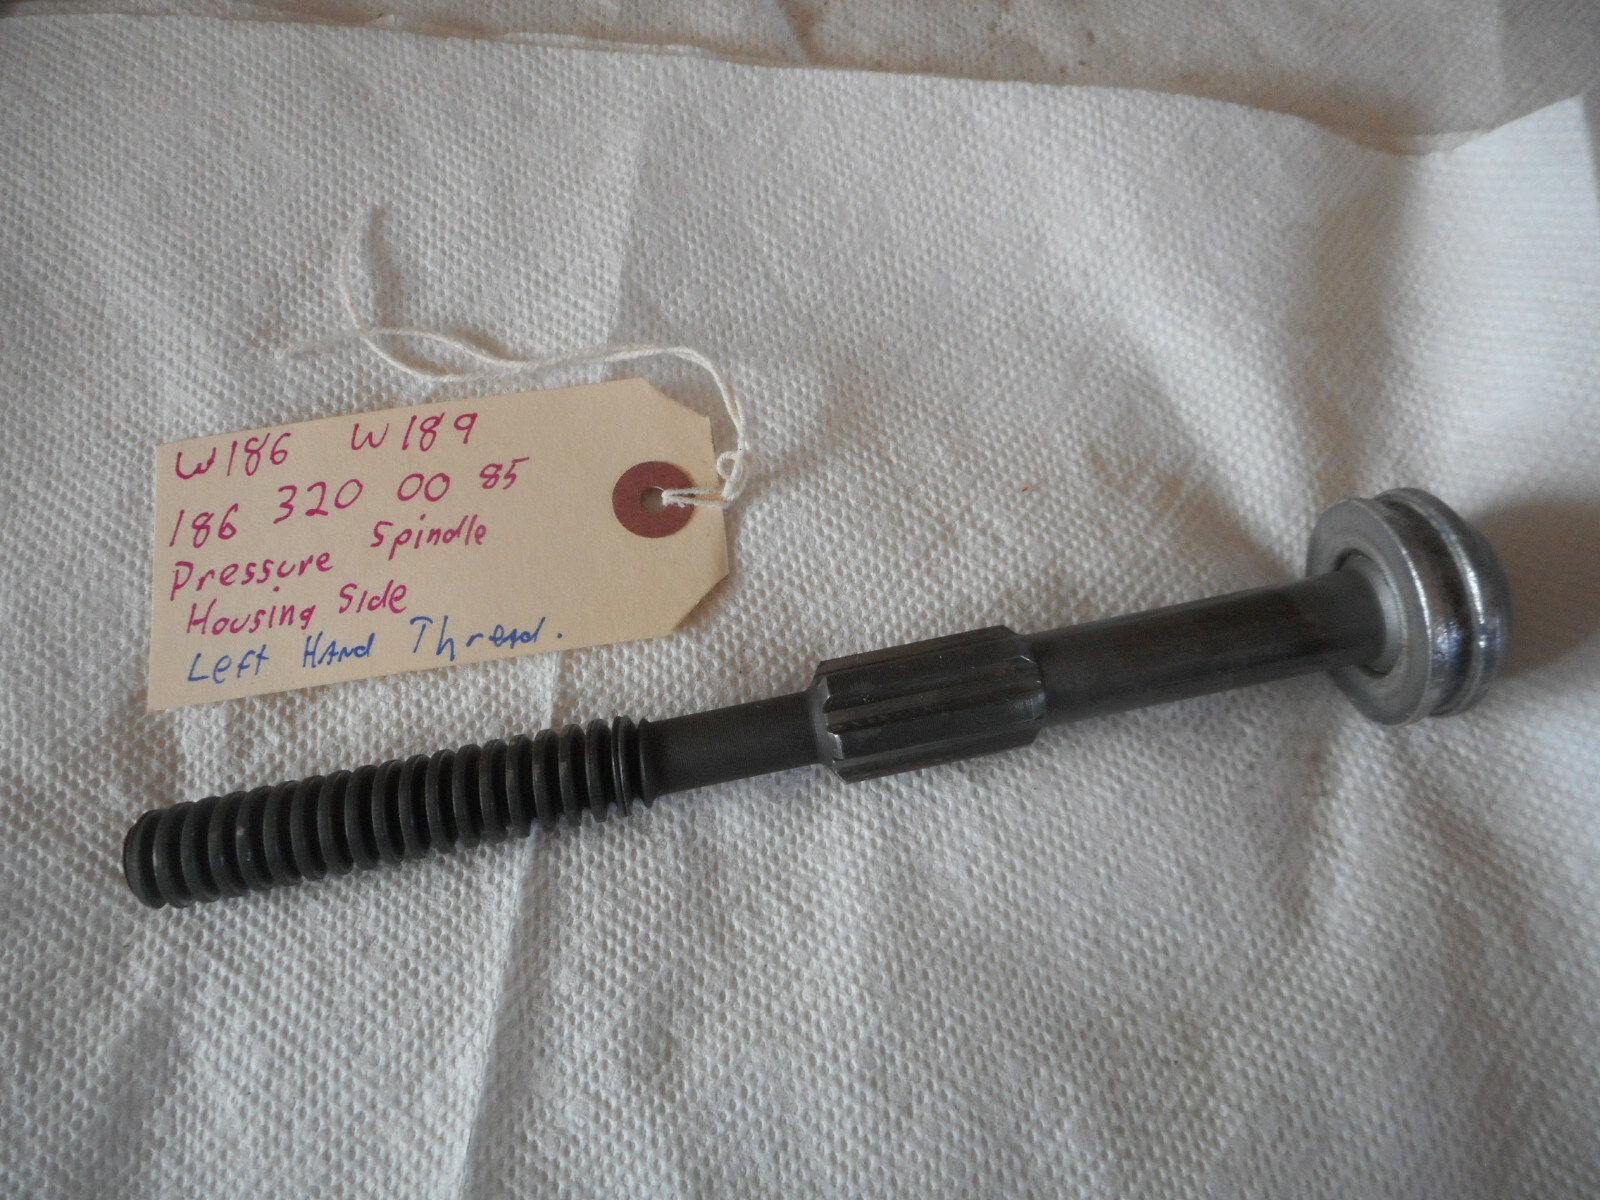 W186 W189
186 320 00 85
Pressure Spindle
Housing Side
Left Hand Thread.